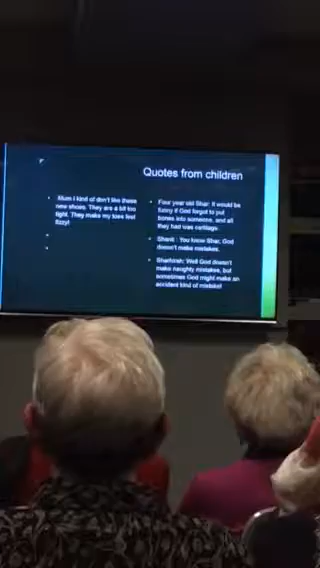 Quotes from children
Mum I kind of don't like these
new shoes. They are a bit too
tight. They make my toes feel
fizzy!
Four year old Shar: It would be
funny if God forgot to put
bones into someone, and all
they had was cartilage.
Shanti : You know Shar, God
doesn't make mistakes.
Well God doesn't
make naughty mistakes, but
sometimes God might make an
accident kind of mistake!